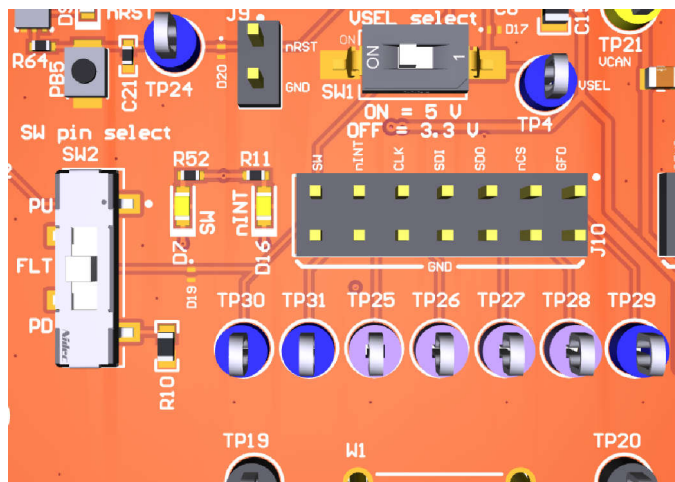 nRST
J9
VSEL select
D17
R64
PB5
C21
TP24
D20
nRST
GND
ON
ON
1
SW1
TP21
VCAN
VSEL
TP4
ON = 5 V
OFF = 3.3 V
SW pin select
SW2
R52
R11
SW
nINT
CLK
SDI
SDO
nCS
GFO
PU
FLT
PD
D7
SW
nINT
D16
J10
GND
D19
TP30
TP31
TP25
TP26
TP27
TP28
TP29
Nidec
R10
TP19
W1
TP20